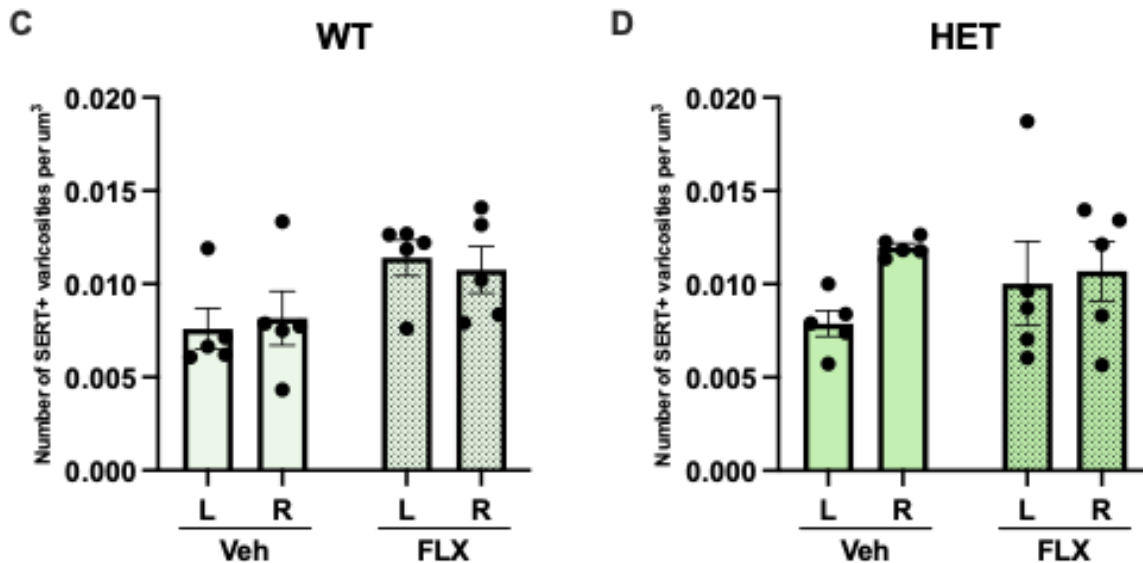 C
WT
Number of SERT+ varicosities per um³
0.020
0.015
0.010
0.005
0.000
L R L R
Veh FLX
D
HET
Number of SERT+ varicosities per um³
0.020
0.015
0.010
0.005
0.000
L R L R
Veh FLX